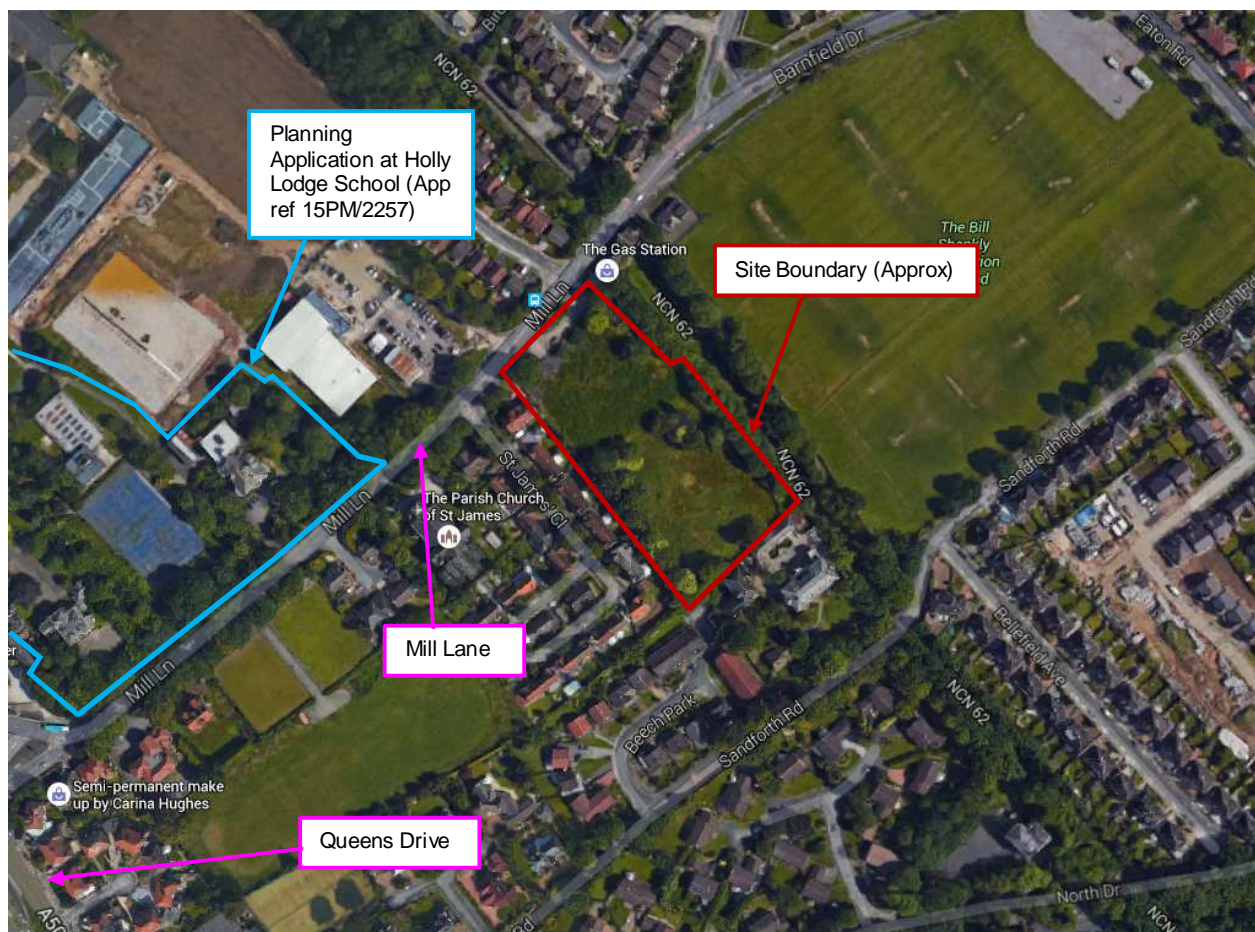 NCN 62
Barnfield Dr
Eaton Rd
Planning
Application at Holly
Lodge School (App
ref 15PM/2257)
The Gas Station
The Bill
Site Boundary (Approx)
Mill Ln
NCN 62
Sandforth Rd
NCN 62
Mill Ln
St James' Cl
The Parish Church
of St James
Mill Lane
Bellefield Ave
NCN 62
Mill Ln
Beech Park
Sandforth Rd
Semi-permanent make
up by Carina Hughes
Queens Drive
North Dr
Rd